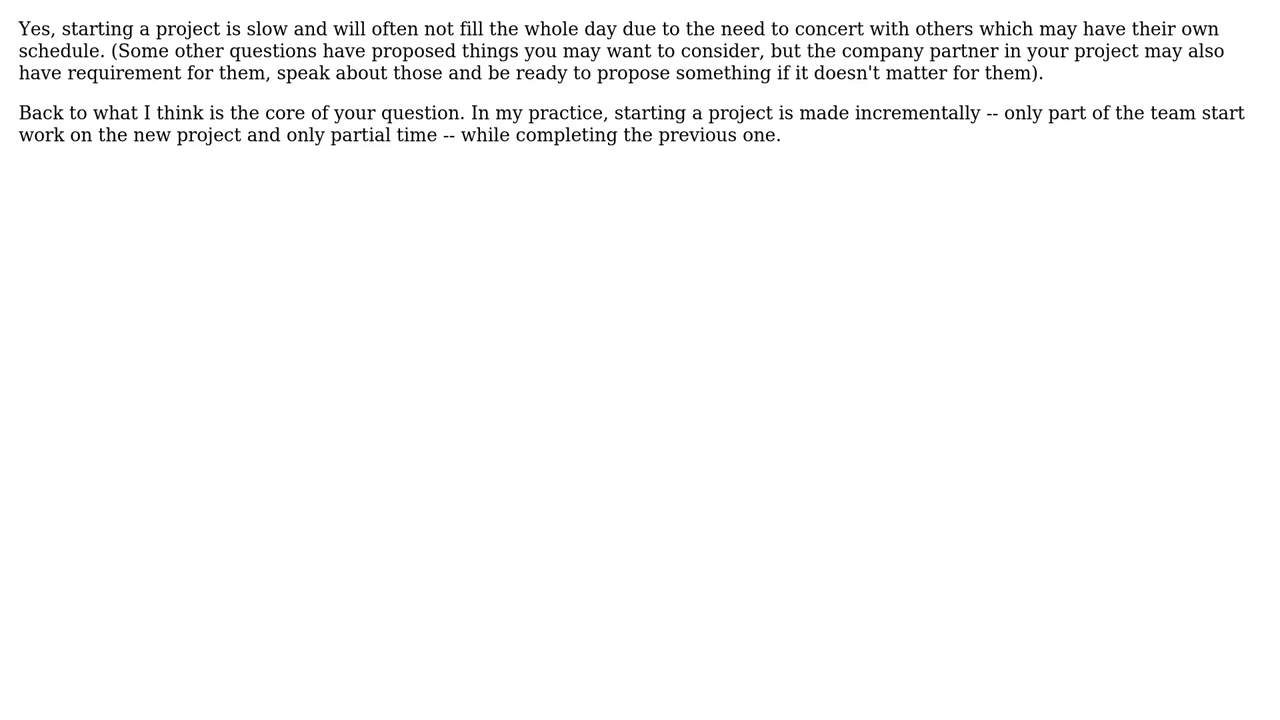 Yes, starting a project is slow and will often not fill the whole day due to the need to concert with others which may have their own
schedule. (Some other questions have proposed things you may want to consider, but the company partner in your project may also
have requirement for them, speak about those and be ready to propose something if it doesn't matter for them).
Back to what I think is the core of your question. In my practice, starting a project is made incrementally -- only part of the team start
work on the new project and only partial time -- while completing the previous one.